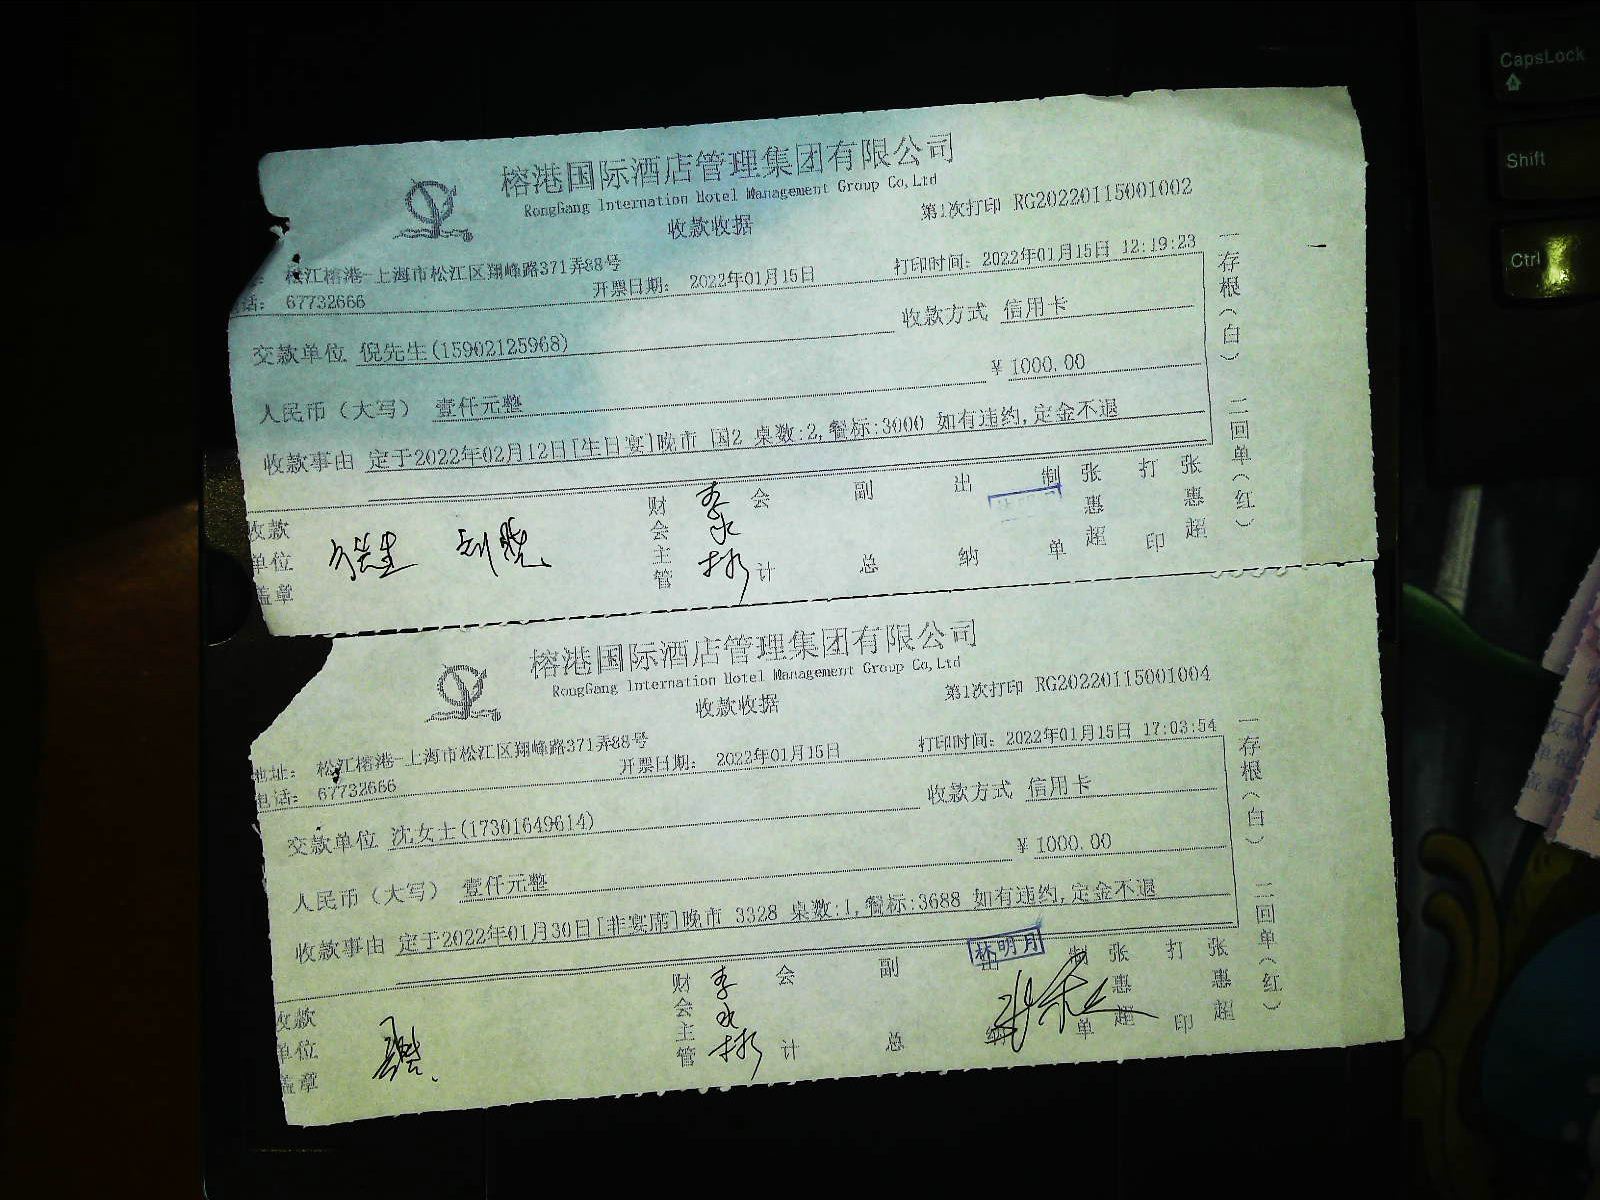 榕港国际酒店管理集团有限公司
RongGang Internation Hotel Management Group Co,Ltd
收款收据
第1次打印 RG20220115001002
松江榕港-上海市松江区翔峰路371弄88号
话: 67732666
开票日期: 2022年01月15日
打印时间: 2022年01月15日 12:19:23
交款单位 倪先生(15902125968)
收款方式 信用卡
人民币(大写) 壹仟元整
¥ 1000.00
收款事由 定于2022年02月12日[生日宴]晚市 国2 桌数:2,餐标:3000 如有违约,定金不退
收款单位盖章
财会主管
会计
副总
出纳
制单 张惠超
打印 张惠超
一存根(白)
二回单(红)
榕港国际酒店管理集团有限公司
RongGang Internation Hotel Management Group Co,Ltd
收款收据
第1次打印 RG20220115001004
地址: 松江榕港-上海市松江区翔峰路371弄88号
电话: 67732666
开票日期: 2022年01月15日
打印时间: 2022年01月15日 17:03:54
交款单位 沈女士(17301649614)
收款方式 信用卡
人民币(大写) 壹仟元整
¥ 1000.00
收款事由 定于2022年01月30日[非宴席]晚市 3328 桌数:1,餐标:3688 如有违约,定金不退
收款单位盖章
财会主管
会计
副总
出纳
林明月
制单 张惠超
打印 张惠超
一存根(白)
二回单(红)
CapsLock
Shift
Ctrl